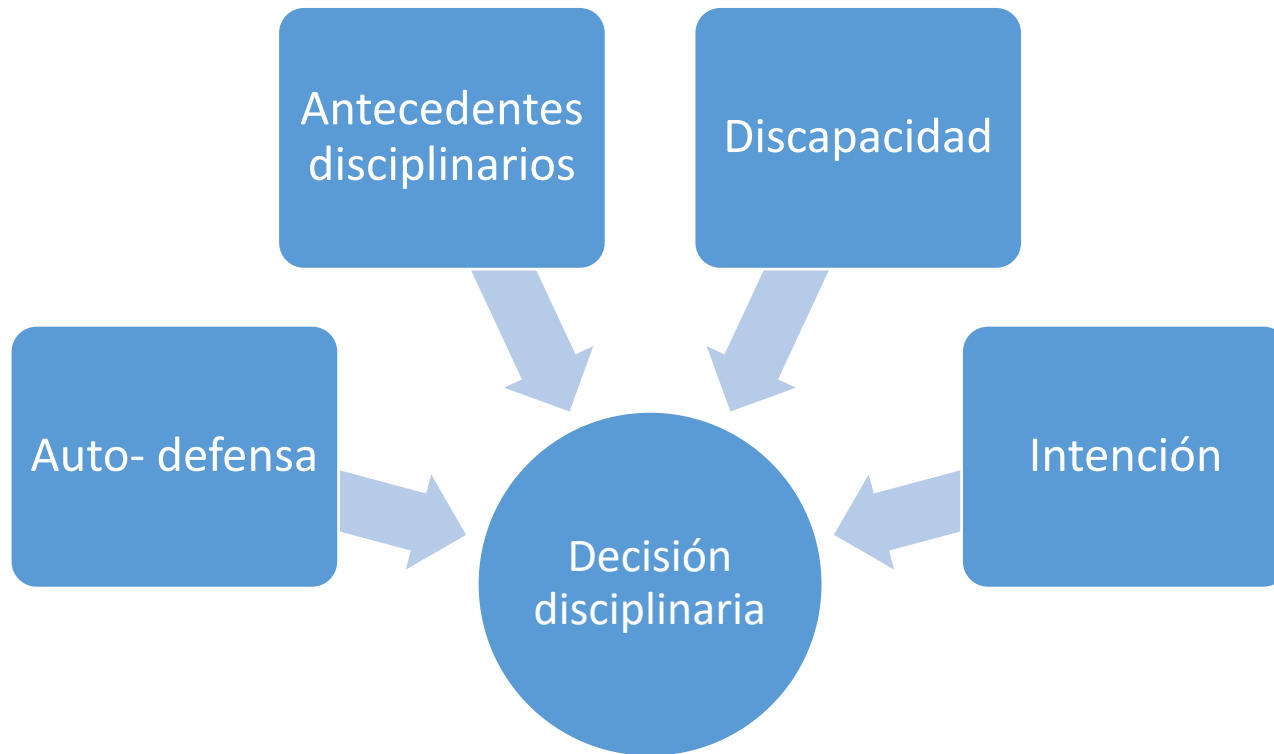 Antecedentes
disciplinarios
Discapacidad
Auto- defensa
Intención
Decisión
disciplinaria